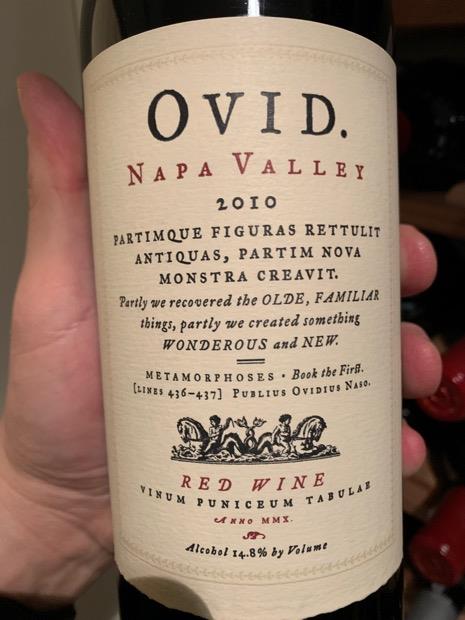 OVID.
NAPA VALLEY
2010
PARTIMQUE FIGURAS RETTULIT
ANTIQUAS, PARTIM NOVA
MONSTRA CREAVIT.
Partly we recovered the OLDE, FAMILIAR
things, partly we created something
WONDEROUS and NEW.
METAMORPHOSES • Book the First.
[LINES 436–437] PUBLIUS OVIDIUS NASO.
RED WINE
VINUM PUNICEUM TABULAE
ANNO MMX.
Alcohol 14.8% by Volume